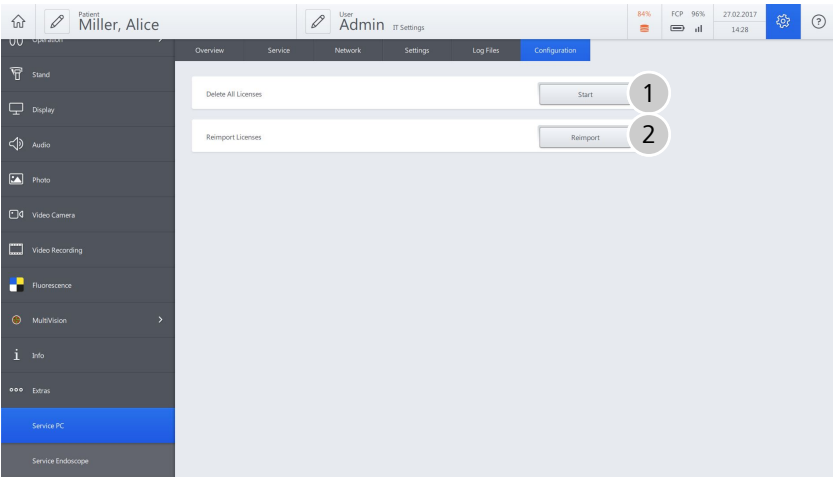 Patient
Miller, Alice
User
Admin IT Settings
84%
FCP 96%
27.02.2017
14:28
Operation
Stand
Display
Audio
Photo
Video Camera
Video Recording
Fluorescence
MultiVision
Info
Extras
Service PC
Service Endoscope
Overview Service Network Settings Log Files Configuration
Delete All Licenses Start 1
Reimport Licenses Reimport 2